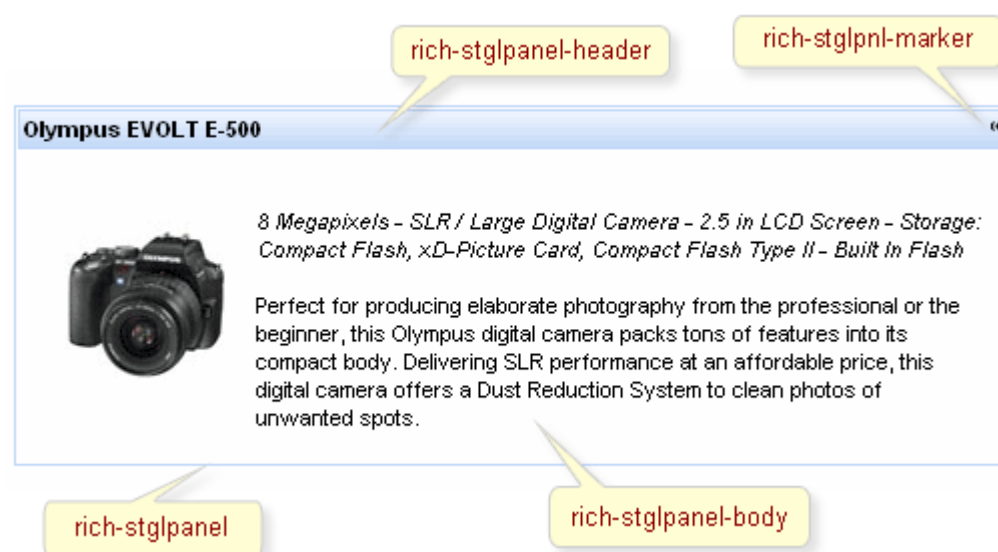 rich-stglpanel-header
rich-stglpnl-marker
Olympus EVOLT E-500
8 Megapixels - SLR / Large Digital Camera - 2.5 in LCD Screen - Storage:
Compact Flash, xD-Picture Card, Compact Flash Type II - Built In Flash
Perfect for producing elaborate photography from the professional or the
beginner, this Olympus digital camera packs tons of features into its
compact body. Delivering SLR performance at an affordable price, this
digital camera offers a Dust Reduction System to clean photos of
unwanted spots.
rich-stglpanel
rich-stglpanel-body